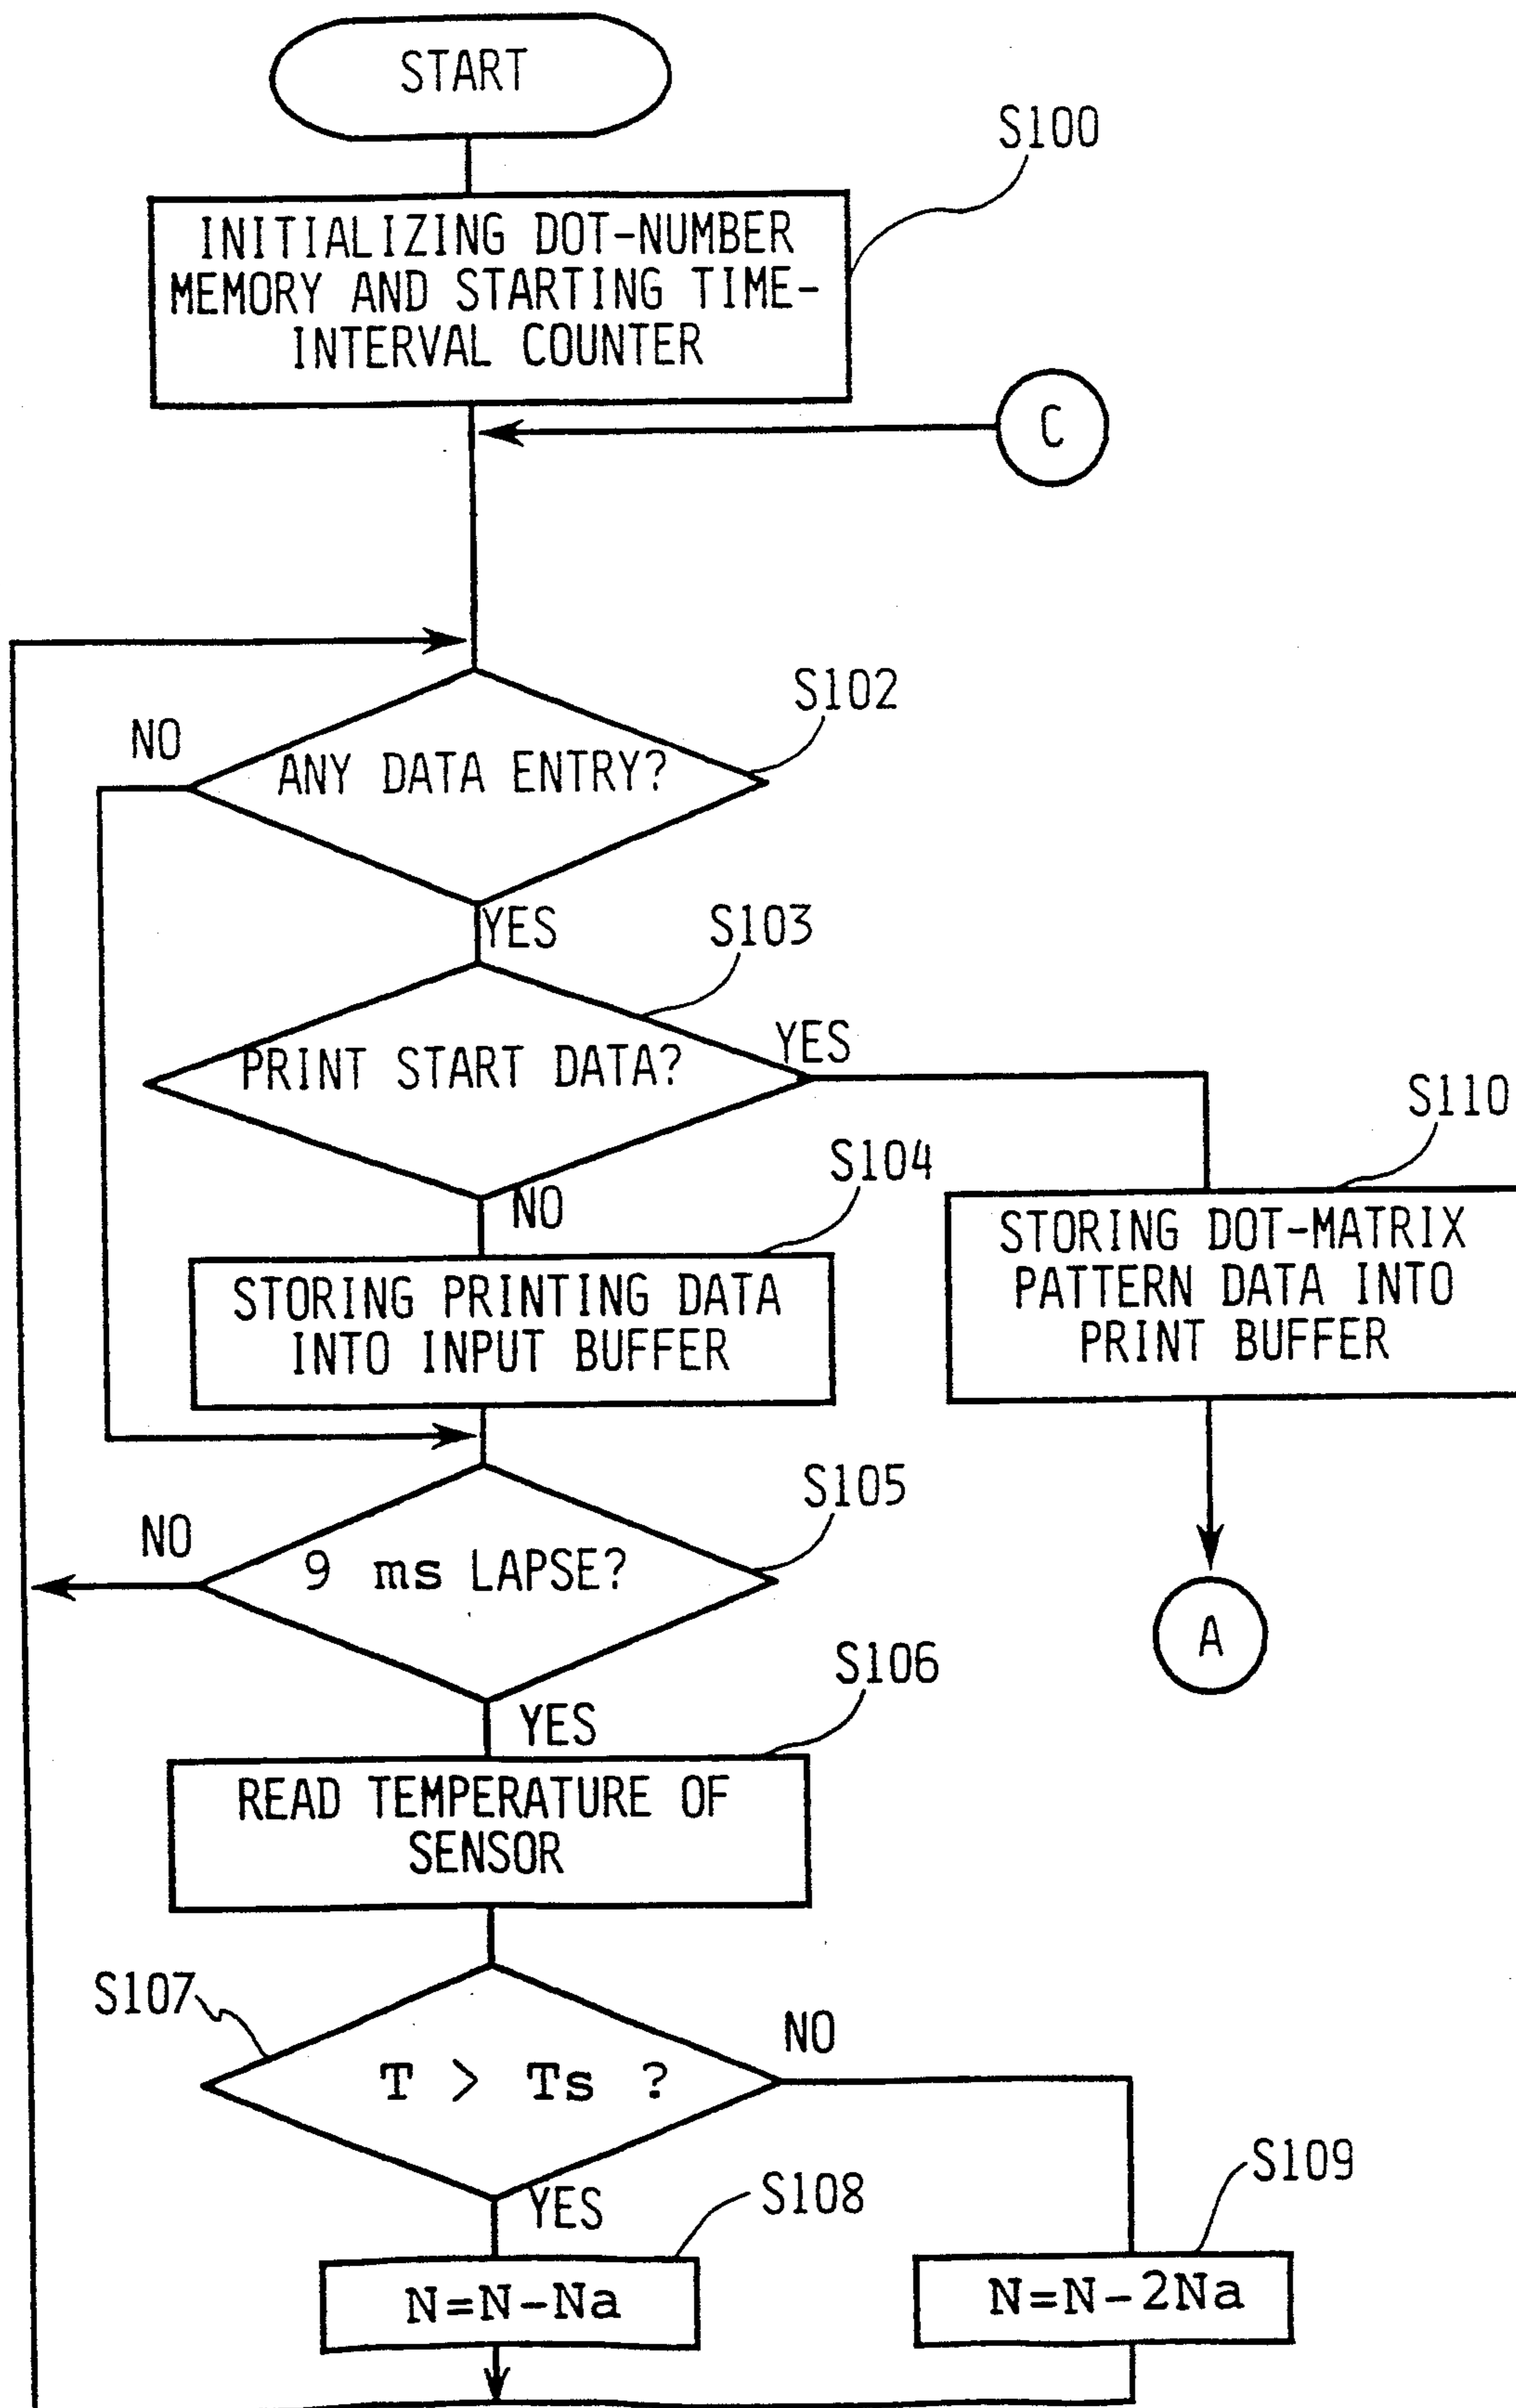 START
S100
INITIALIZING DOT-NUMBER
MEMORY AND STARTING TIME-
INTERVAL COUNTER
C
S102
NO
ANY DATA ENTRY?
YES
S103
PRINT START DATA?
YES
S110
NO
S104
STORING PRINTING DATA
INTO INPUT BUFFER
STORING DOT-MATRIX
PATTERN DATA INTO
PRINT BUFFER
S105
NO
9 ms LAPSE?
A
YES
S106
READ TEMPERATURE OF
SENSOR
S107
NO
T > Ts ?
YES
S108
S109
N=N-Na
N=N-2Na